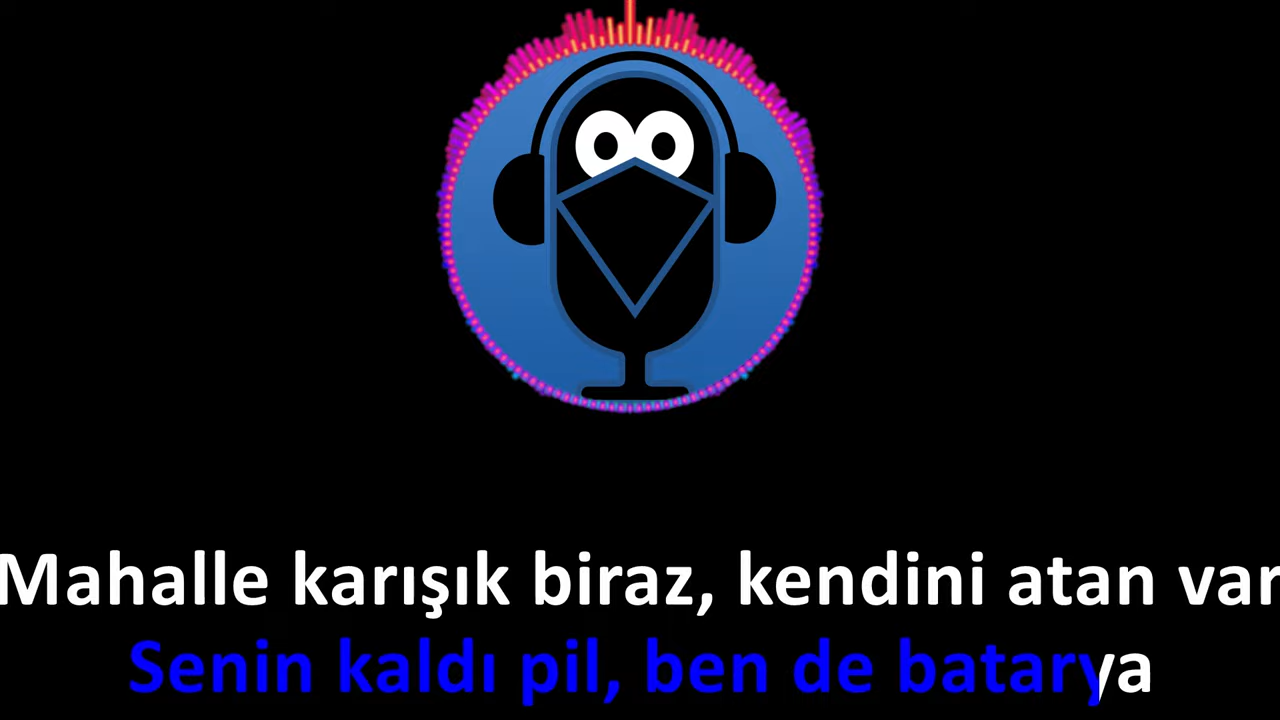 Mahalle karışık biraz, kendini atan var
Senin kaldı pil, ben de batarya